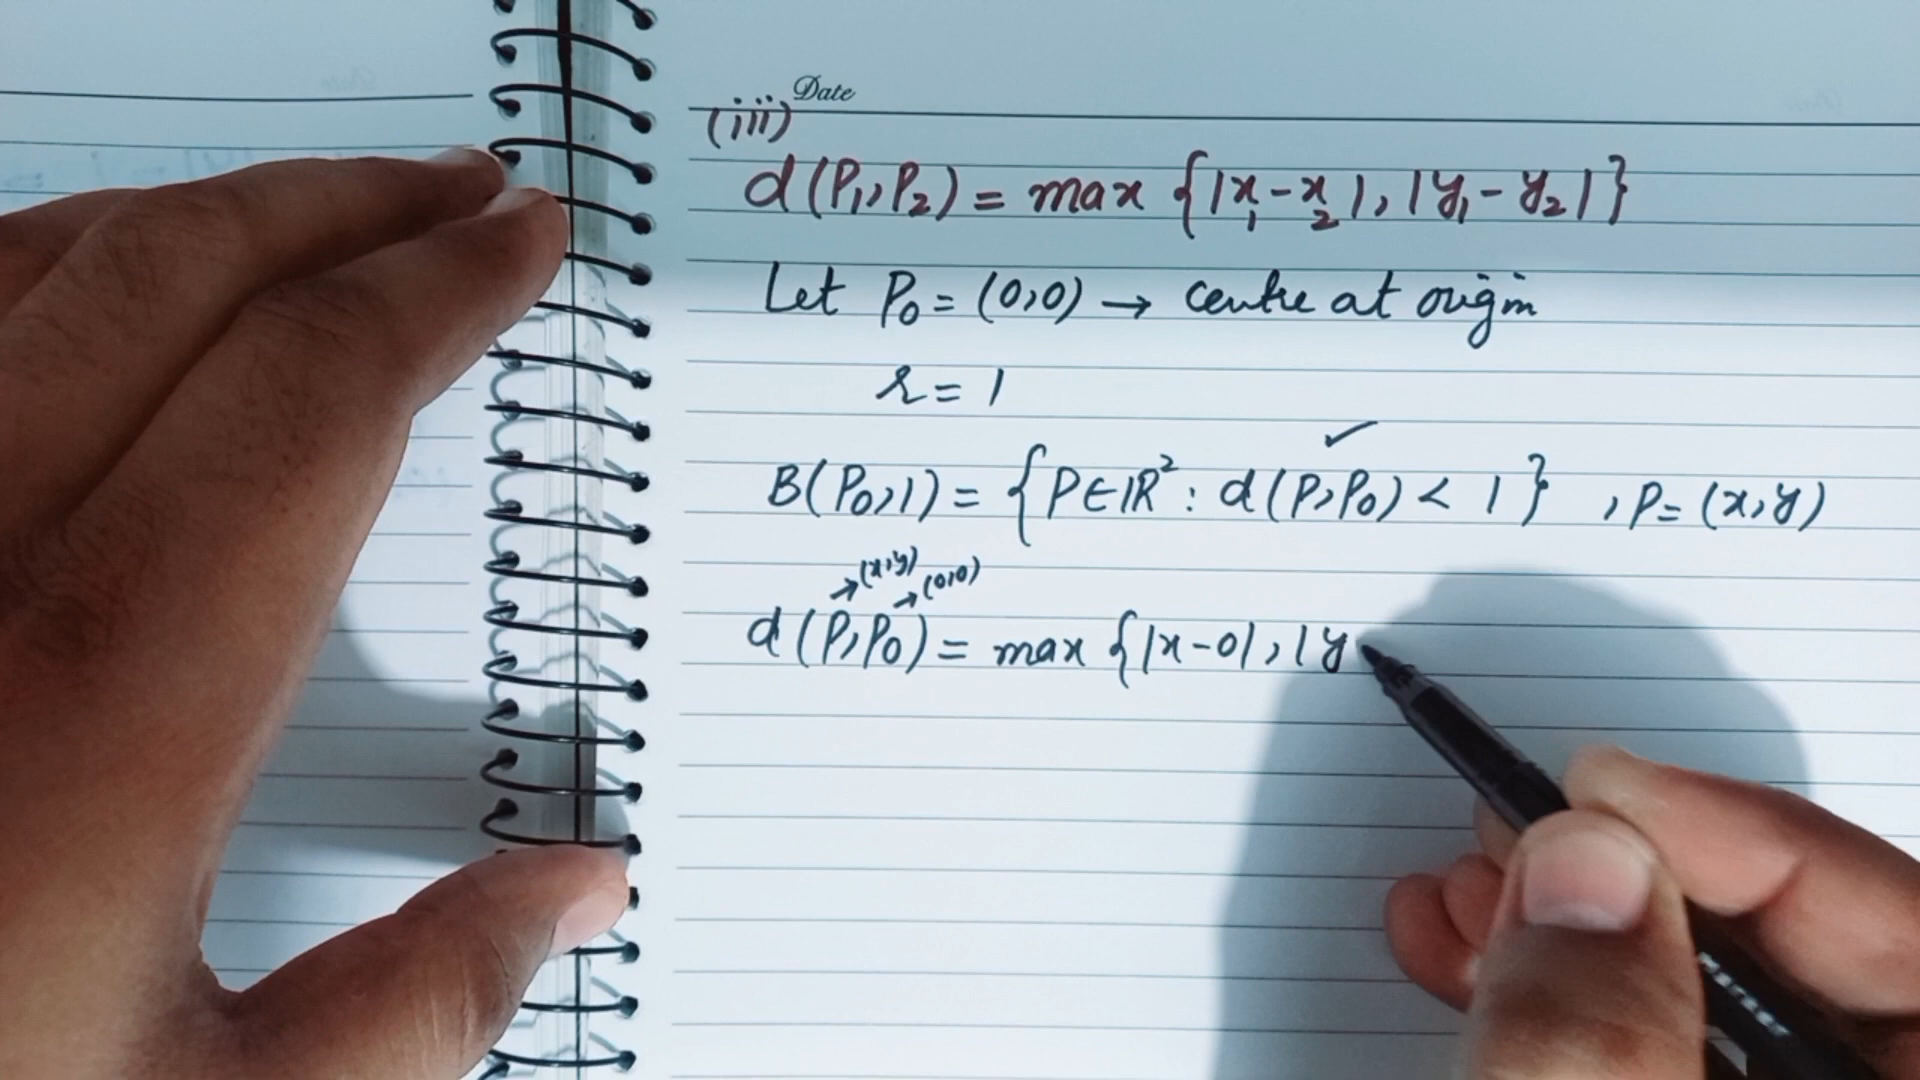 Date
(iii)
d(P₁,P₂) = max {|x₁-x₂|, |y₁-y₂|}
Let P₀ = (0,0) → centre at origin
r = 1
✓
B(P₀,1) = {P∈ℝ² : d(P,P₀) < 1} , P = (x,y)
→(x,y) →(0,0)
d(P,P₀) = max {|x-0|, |y